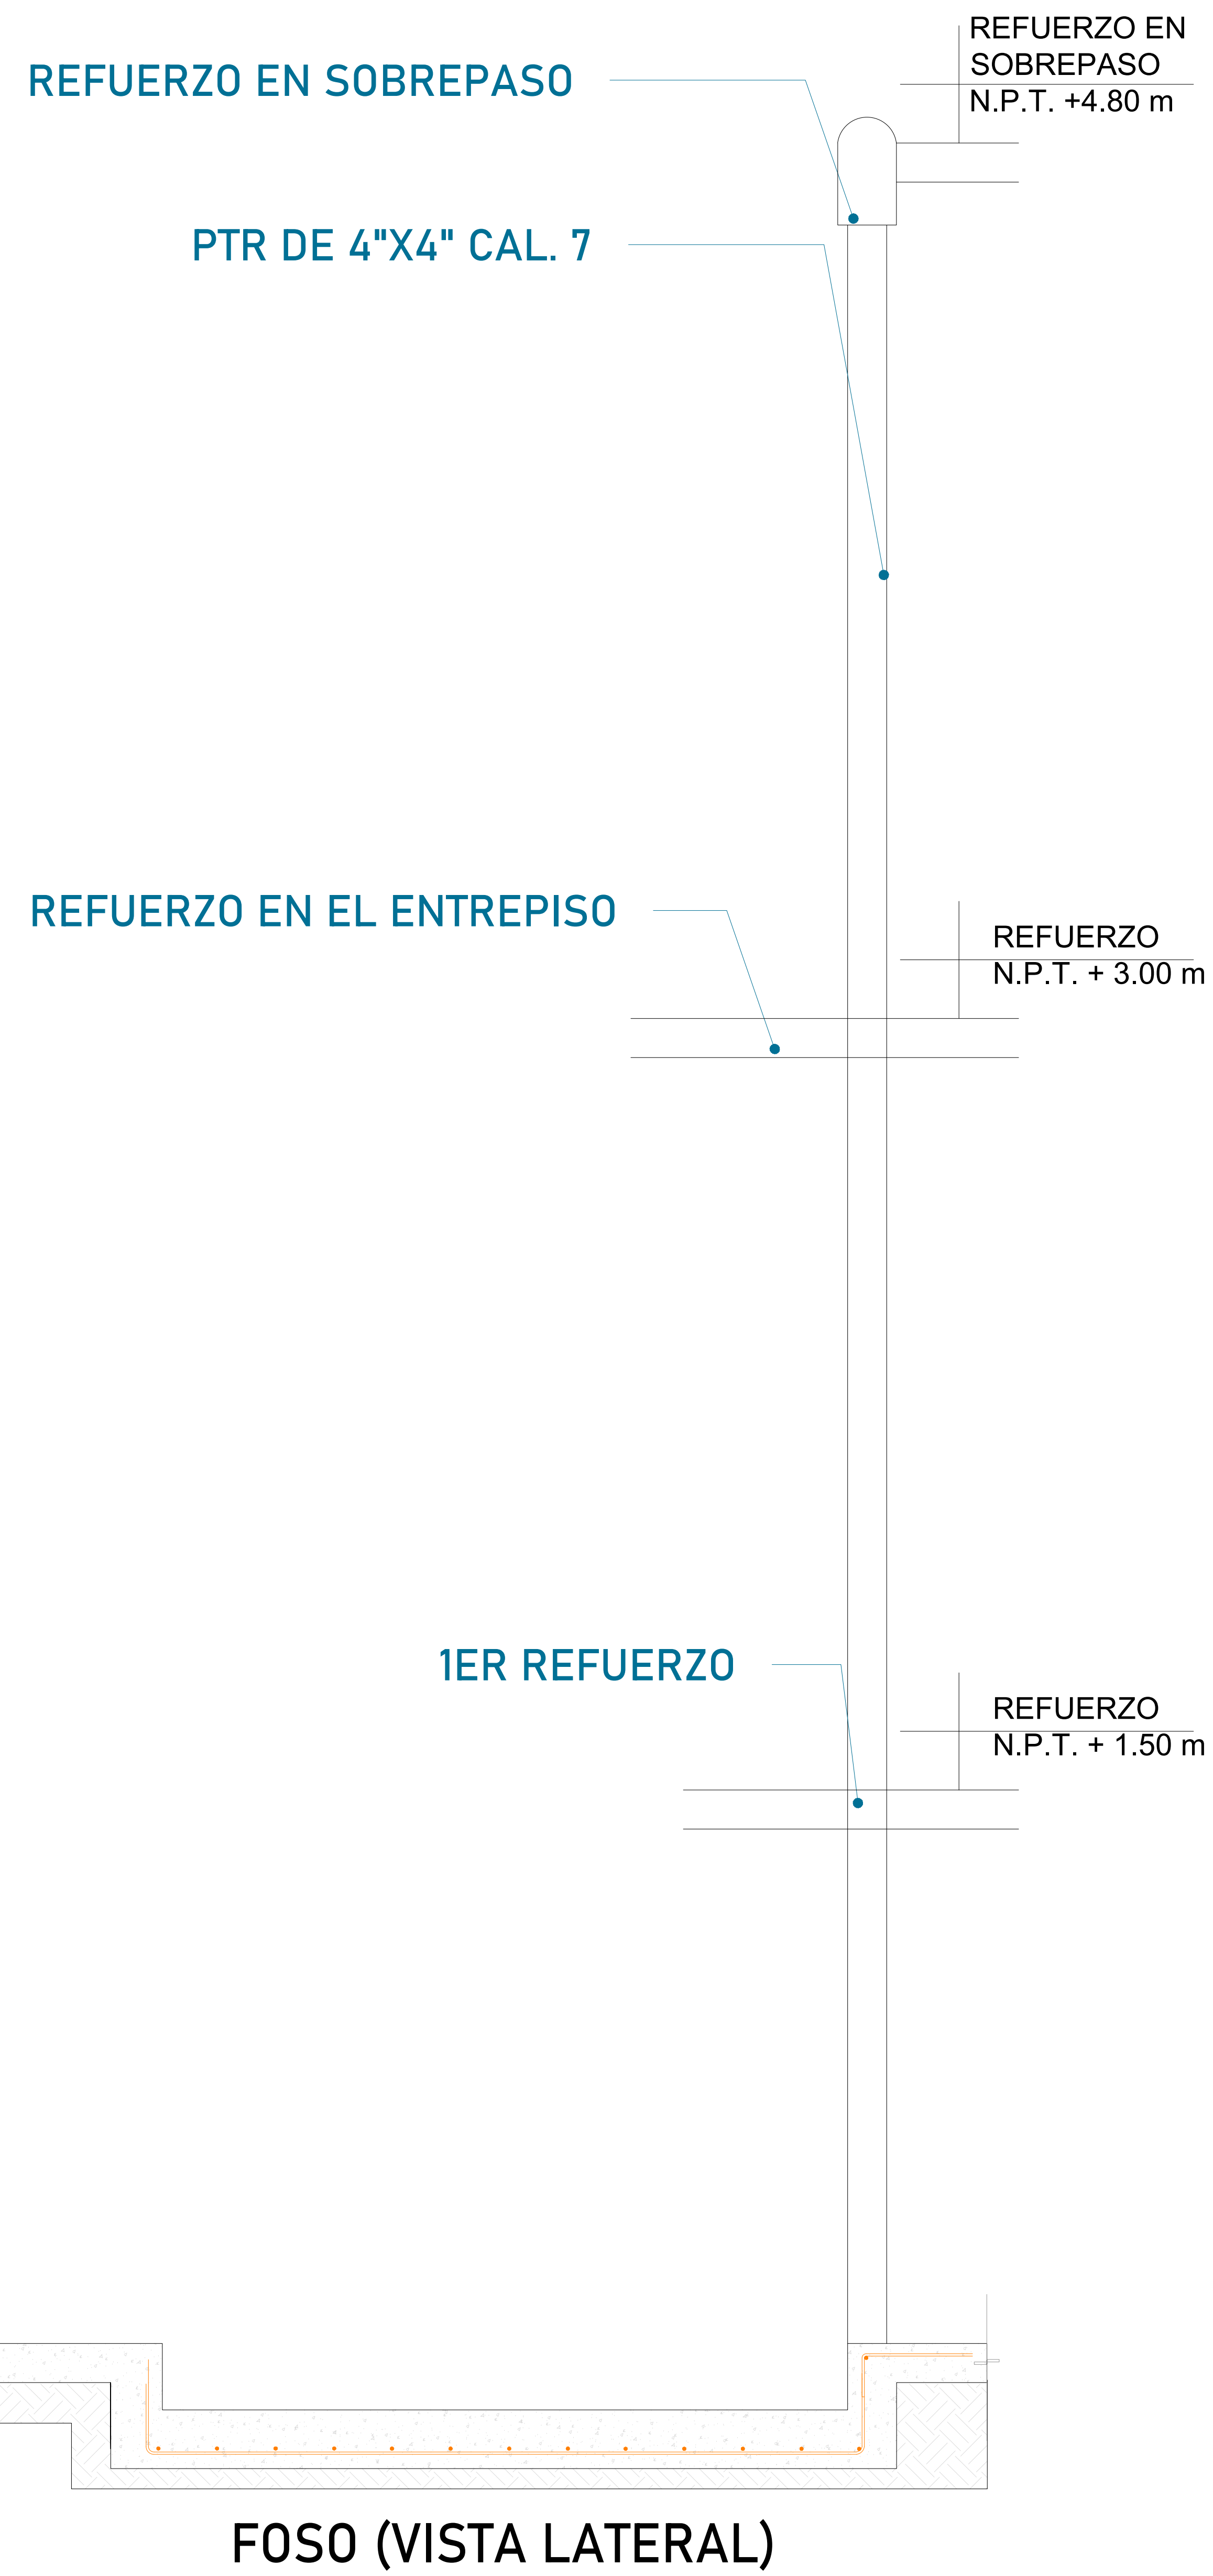 REFUERZO EN
SOBREPASO
N.P.T. +4.80 m
REFUERZO EN SOBREPASO
PTR DE 4"X4" CAL. 7
REFUERZO EN EL ENTREPISO
REFUERZO
N.P.T. + 3.00 m
1ER REFUERZO
REFUERZO
N.P.T. + 1.50 m
FOSO (VISTA LATERAL)